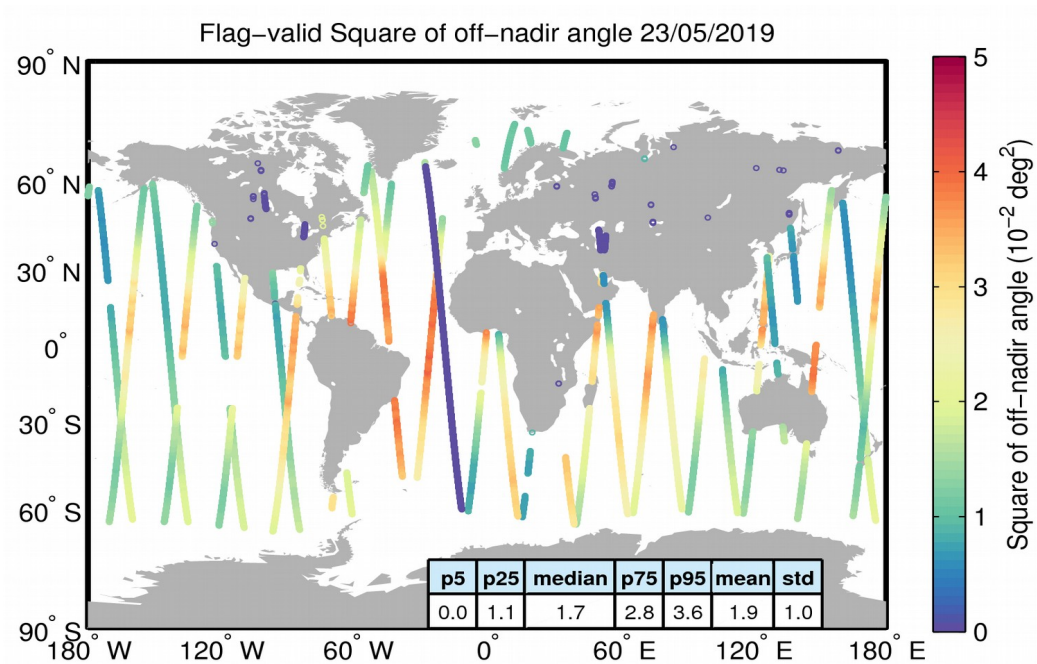 Flag−valid Square of off−nadir angle 23/05/2019
90° N
60° N
30° N
0°
30° S
60° S
90° S
180° W
120° W
60° W
0°
60° E
120° E
180° E
p5 p25 median p75 p95 mean std
0.0 1.1 1.7 2.8 3.6 1.9 1.0
5
4
3
2
1
0
Square of off−nadir angle (10⁻² deg²)